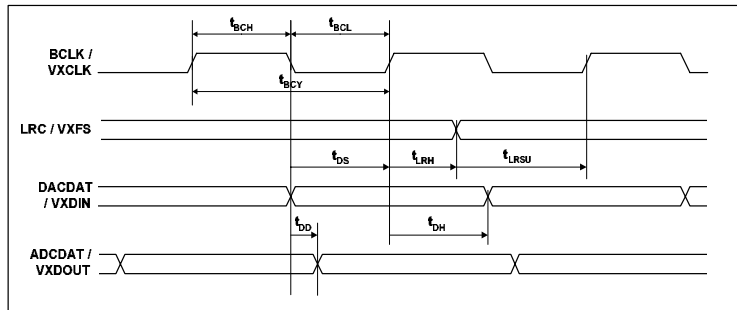 tBCH tBCL
BCLK /
VXCLK
tBCY
LRC / VXFS
tDS tLRH tLRSU
DACDAT
/ VXDIN
tDD tDH
ADCDAT /
VXDOUT